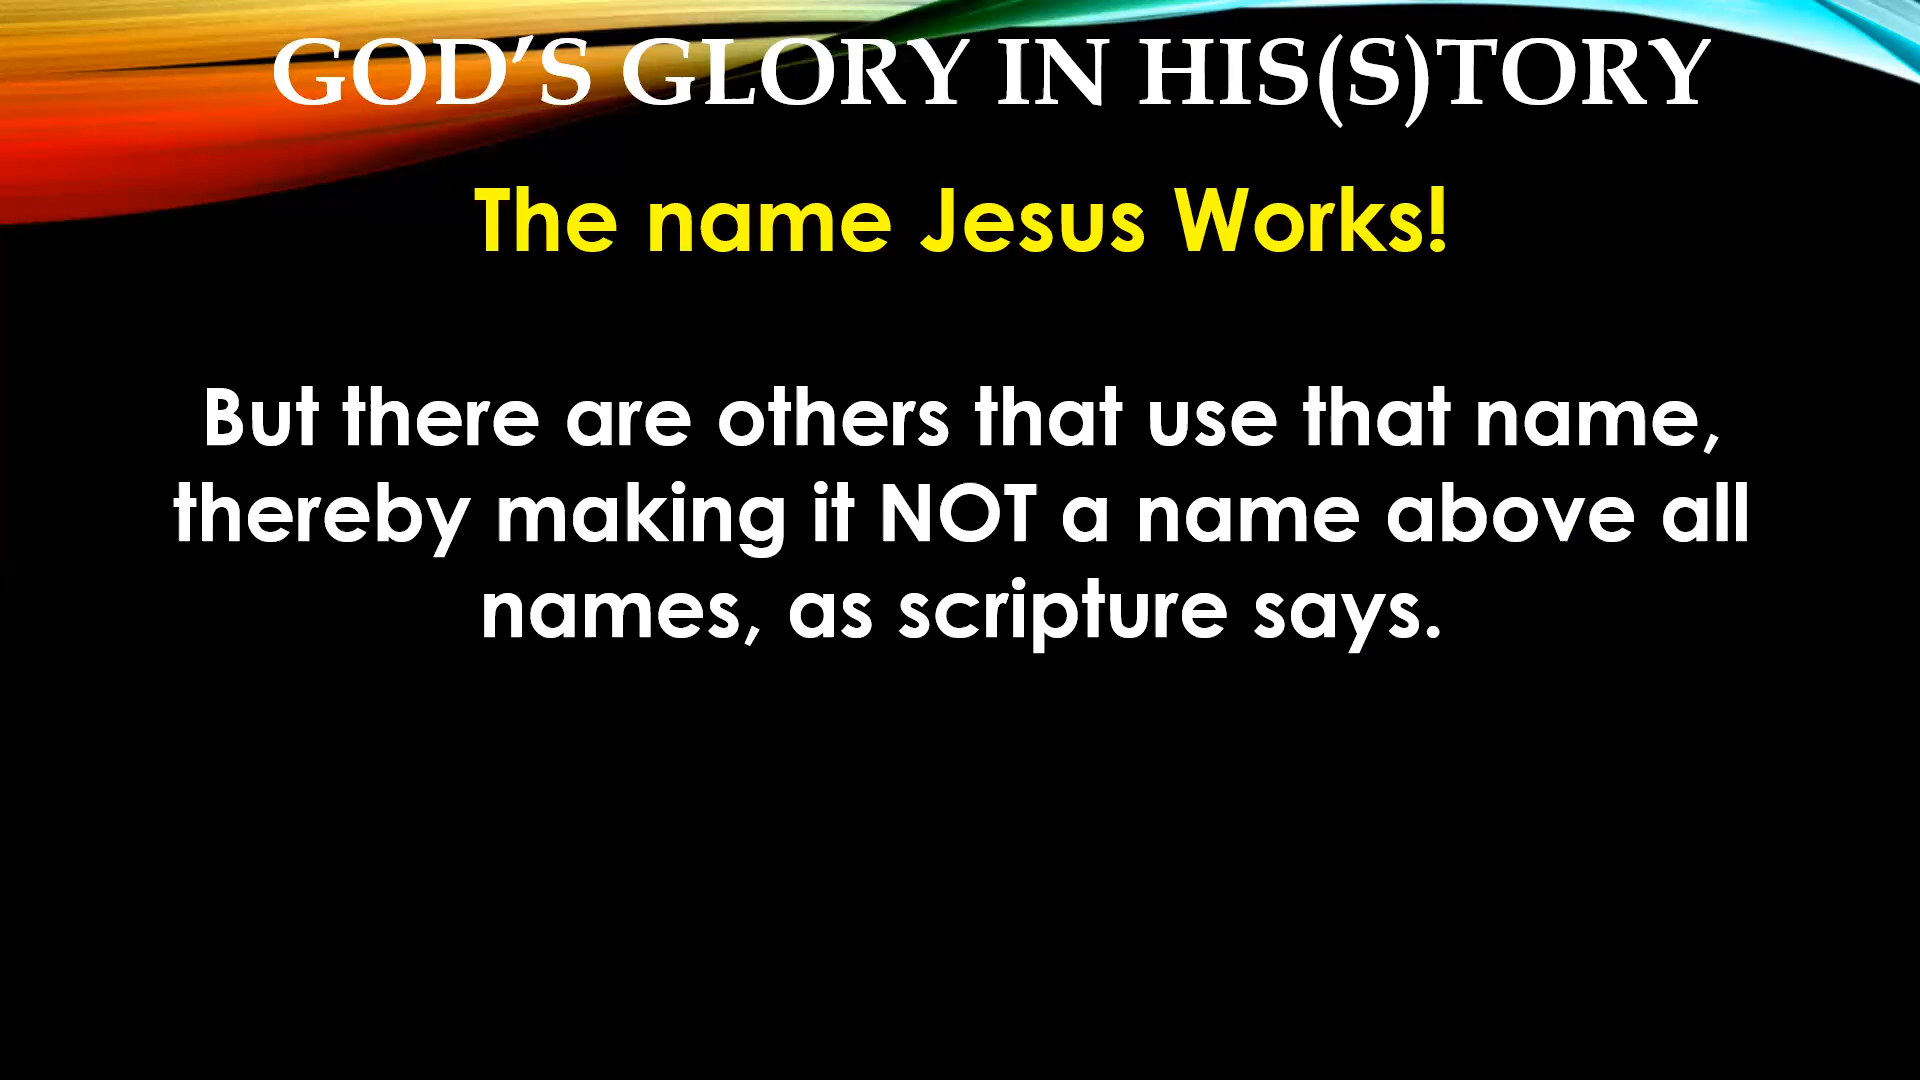 GOD’S GLORY IN HIS(S)TORY
The name Jesus Works!
But there are others that use that name,
thereby making it NOT a name above all
names, as scripture says.